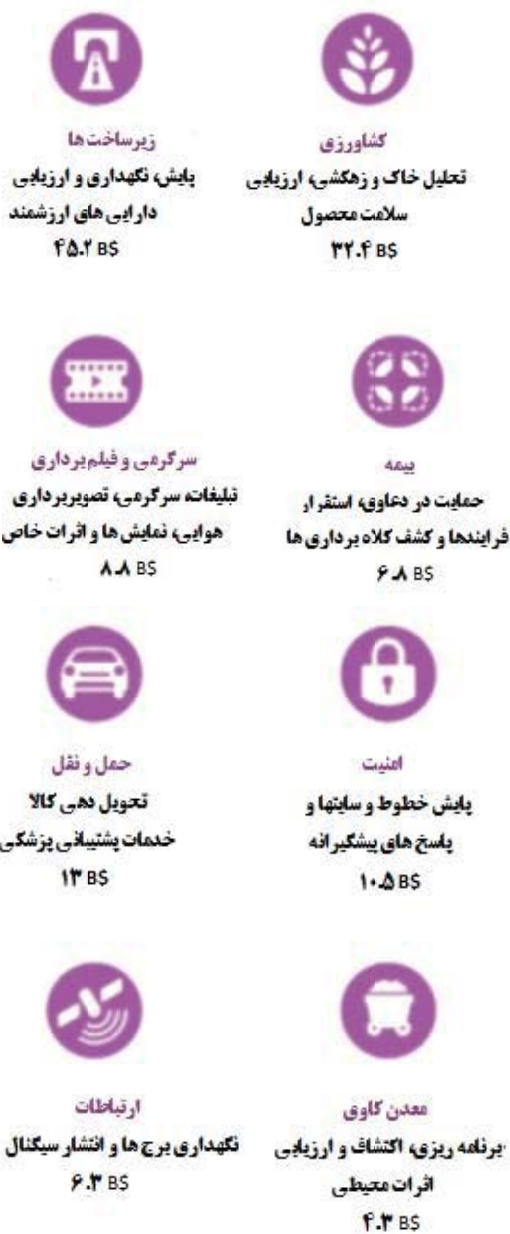 کشاورزی
تحلیل خاک و زهکشی، ارزیابی
سلامت محصول
۳۲.۴ B$
زیرساخت‌ها
پایش، نگهداری و ارزیابی
دارایی های ارزشمند
۴۵.۲ B$
بیمه
حمایت در دعاوی، استقرار
فرایندها و کشف کلاه برداری ها
۶.۸ B$
سرگرمی و فیلم‌برداری
تبلیغات، سرگرمی، تصویربرداری
هوایی، نمایش ها و اثرات خاص
۸.۸ B$
امنیت
پایش خطوط و سایتها و
پاسخ های پیشگیرانه
۱۰.۵ B$
حمل و نقل
تحویل دهی کالا
خدمات پشتیبانی پزشکی
۱۳ B$
معدن کاوی
برنامه ریزی، اکتشاف و ارزیابی
اثرات محیطی
۴.۳ B$
ارتباطات
نگهداری برج ها و انتشار سیگنال
۶.۳ B$